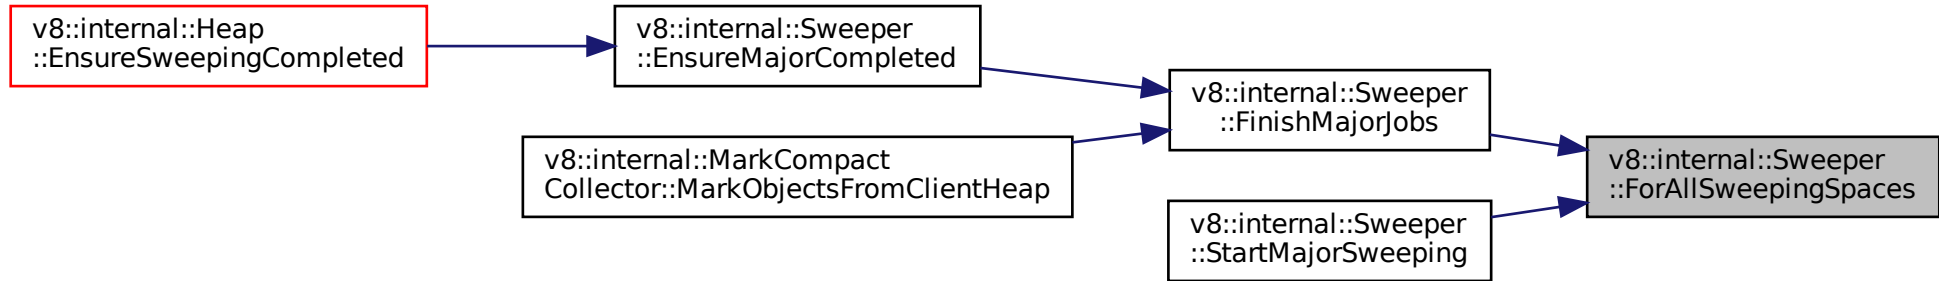 v8::internal::Heap
::EnsureSweepingCompleted
v8::internal::Sweeper
::EnsureMajorCompleted
v8::internal::MarkCompact
Collector::MarkObjectsFromClientHeap
v8::internal::Sweeper
::FinishMajorJobs
v8::internal::Sweeper
::StartMajorSweeping
v8::internal::Sweeper
::ForAllSweepingSpaces